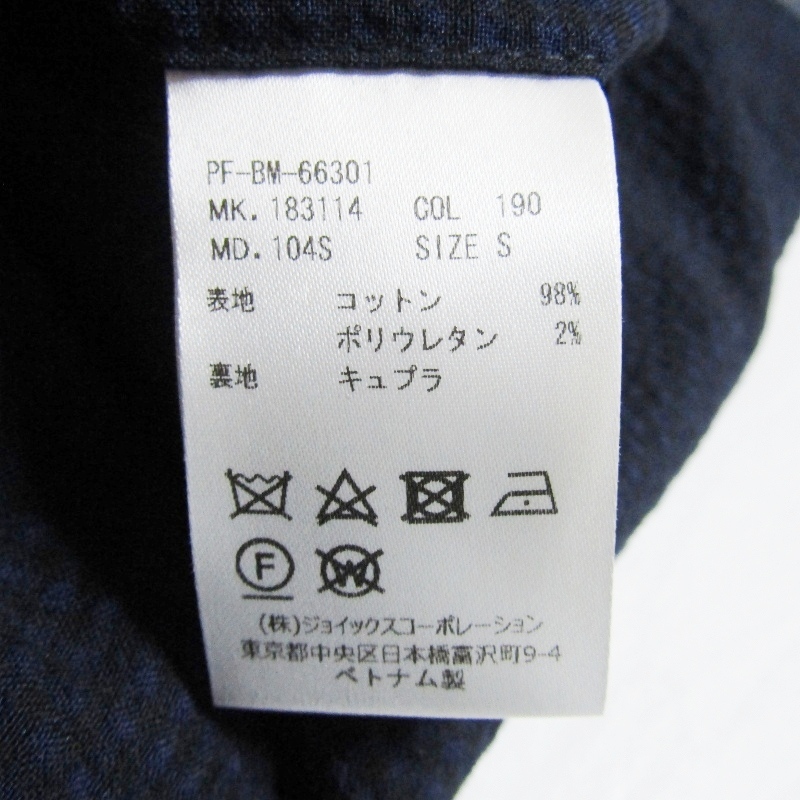 PF-BM-66301
MK. 183114 COL 190
MD. 104S SIZE S
表地 コットン 98%
ポリウレタン 2%
裏地 キュプラ
F W
(株)ジョイックスコーポレーション
東京都中央区日本橋富沢町9-4
ベトナム製